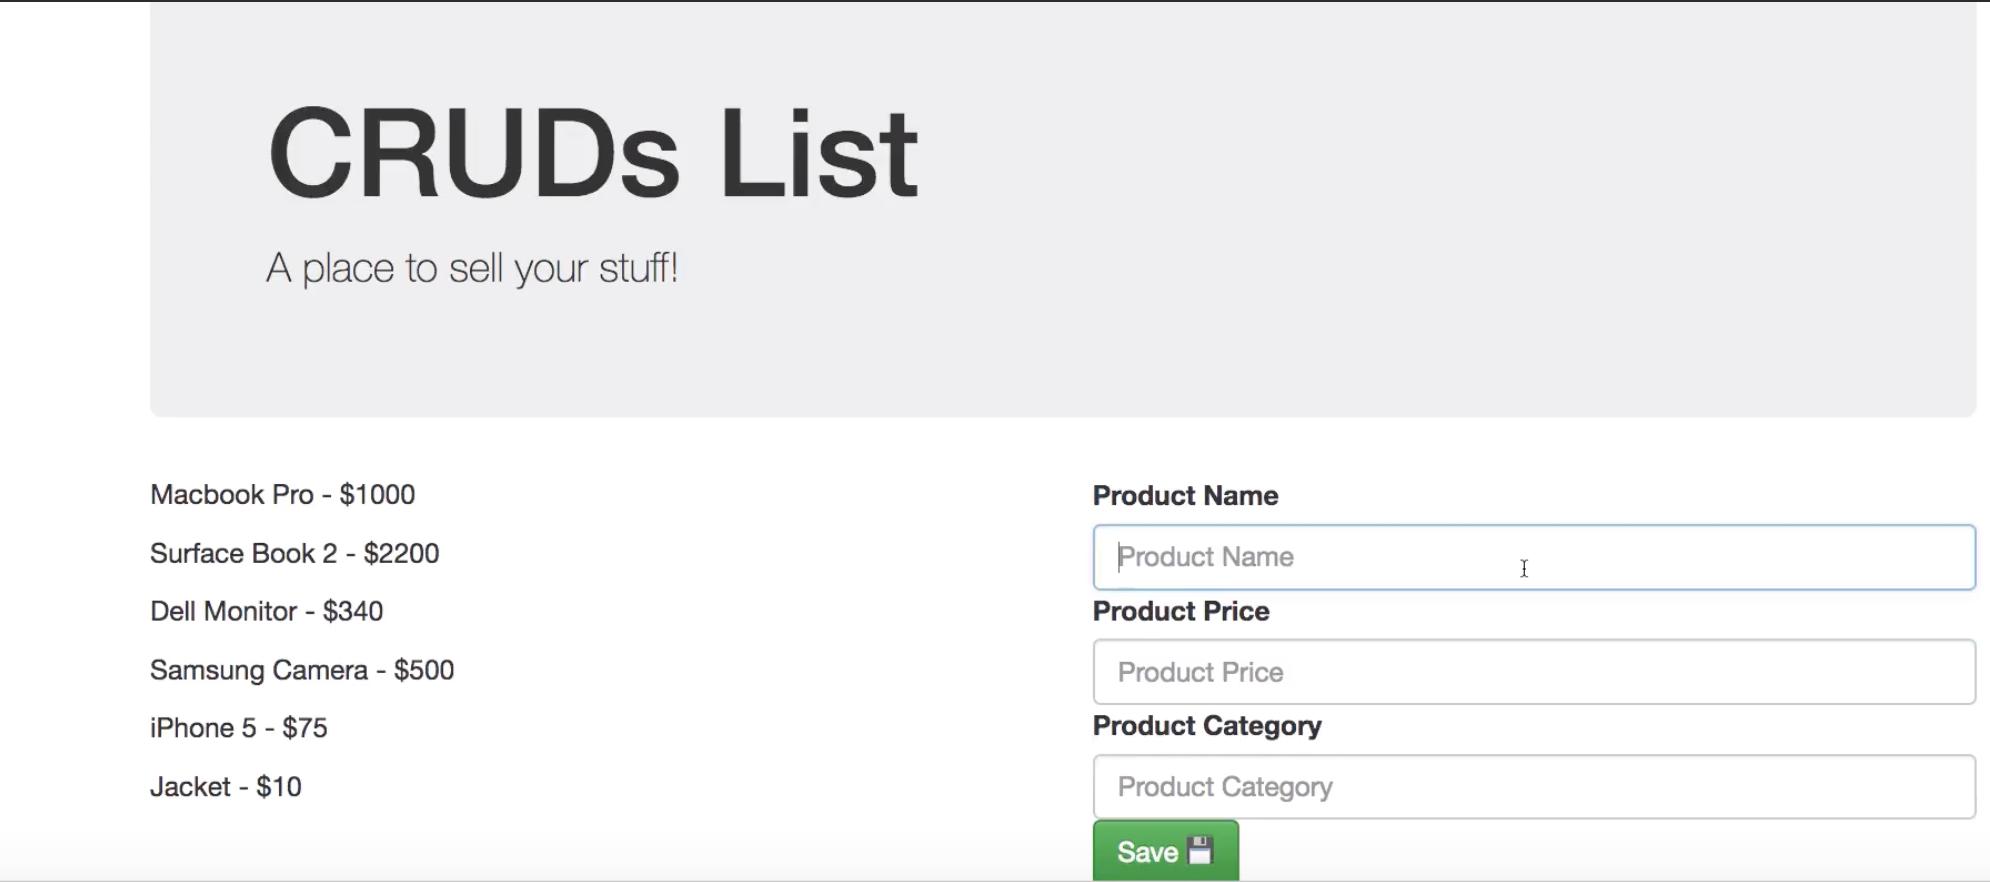 CRUDs List
A place to sell your stuff!
Macbook Pro - $1000
Surface Book 2 - $2200
Dell Monitor - $340
Samsung Camera - $500
iPhone 5 - $75
Jacket - $10
Product Name
Product Name
Product Price
Product Price
Product Category
Product Category
Save 💾